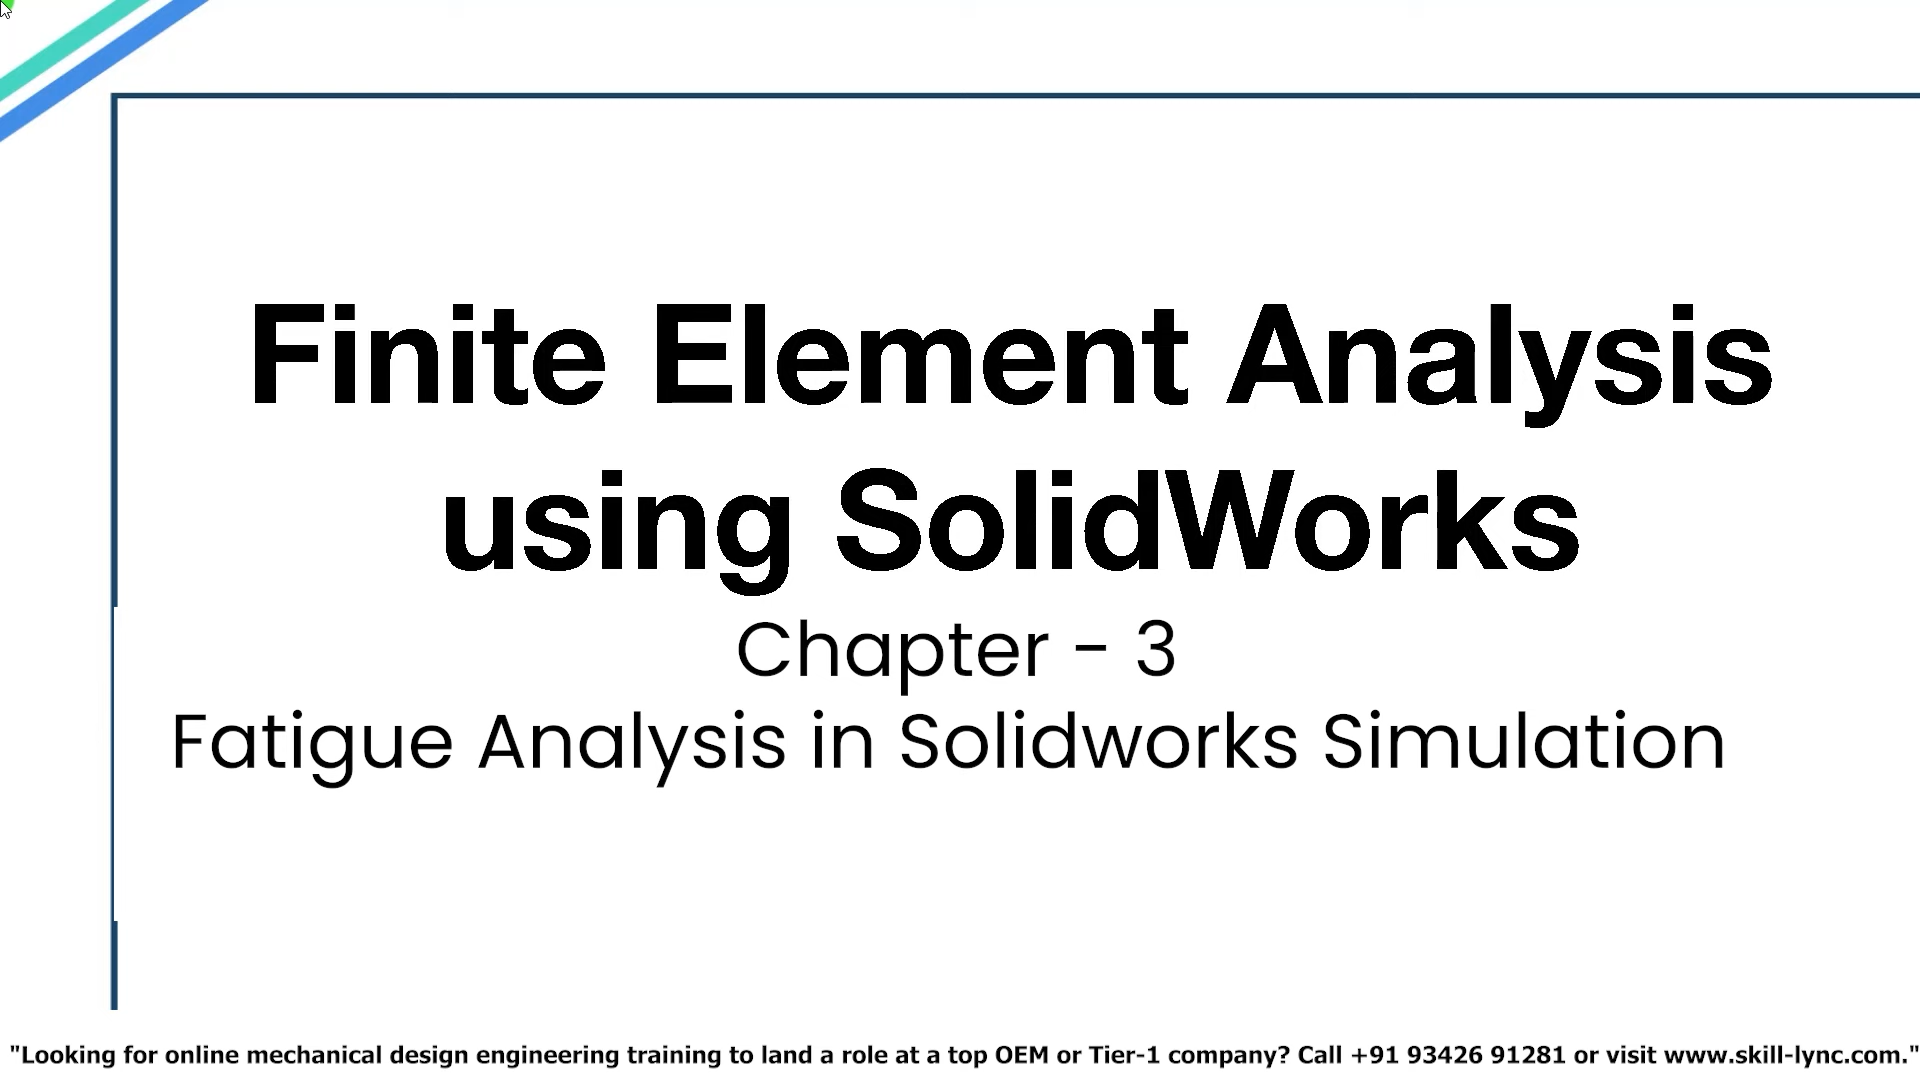 Finite Element Analysis
using SolidWorks
Chapter - 3
Fatigue Analysis in Solidworks Simulation
"Looking for online mechanical design engineering training to land a role at a top OEM or Tier-1 company? Call +91 93426 91281 or visit www.skill-lync.com."